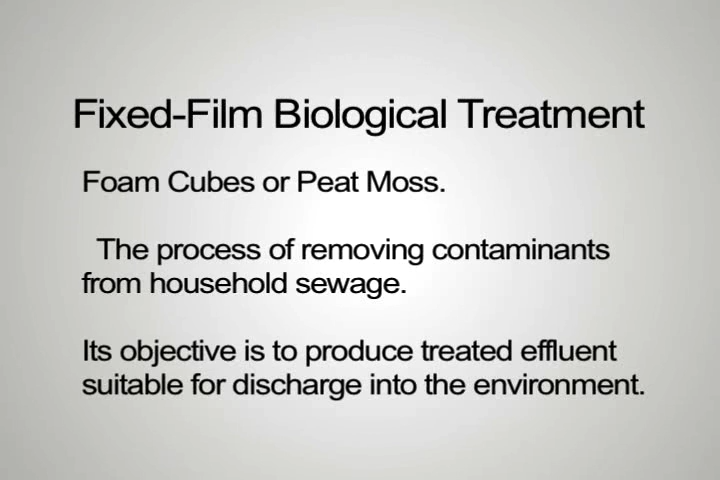 Fixed-Film Biological Treatment
Foam Cubes or Peat Moss.
The process of removing contaminants
from household sewage.
Its objective is to produce treated effluent
suitable for discharge into the environment.